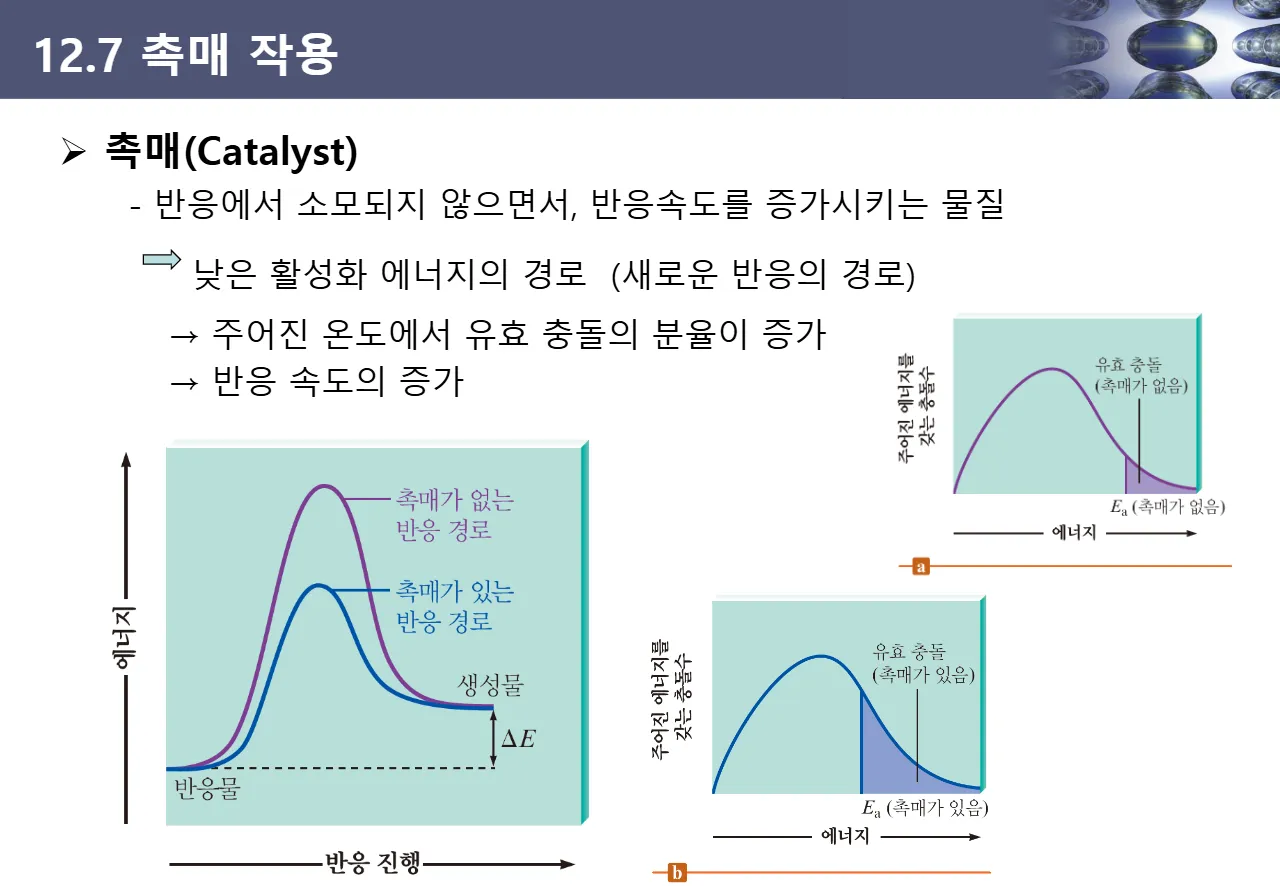 12.7 촉매 작용
➢ 촉매(Catalyst)
- 반응에서 소모되지 않으면서, 반응속도를 증가시키는 물질
낮은 활성화 에너지의 경로 (새로운 반응의 경로)
→ 주어진 온도에서 유효 충돌의 분율이 증가
→ 반응 속도의 증가
에너지
촉매가 없는
반응 경로
촉매가 있는
반응 경로
생성물
ΔE
반응물
반응 진행
주어진 에너지를
갖는 충돌수
유효 충돌
(촉매가 없음)
Ea (촉매가 없음)
에너지
a
주어진 에너지를
갖는 충돌수
유효 충돌
(촉매가 있음)
Ea (촉매가 있음)
에너지
b